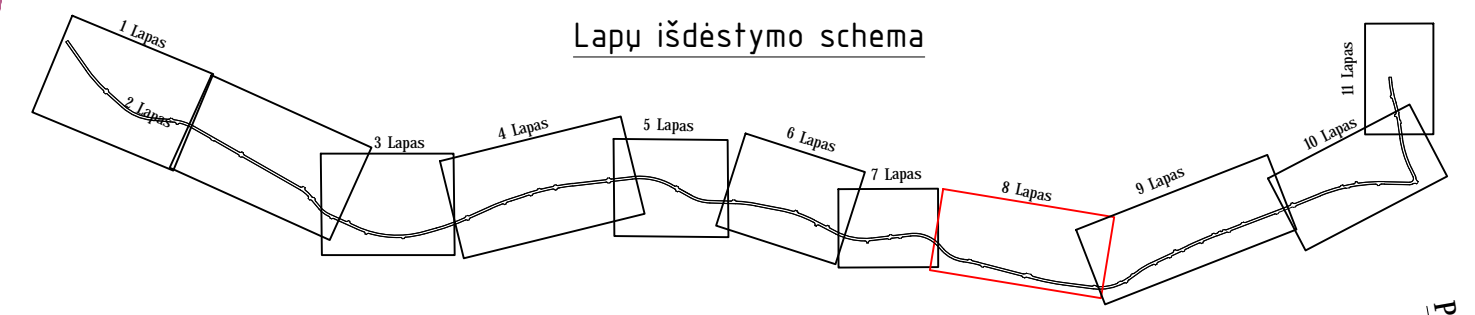 Lapų išdėstymo schema
1 Lapas
2 Lapas
3 Lapas
4 Lapas
5 Lapas
6 Lapas
7 Lapas
8 Lapas
9 Lapas
10 Lapas
11 Lapas
P